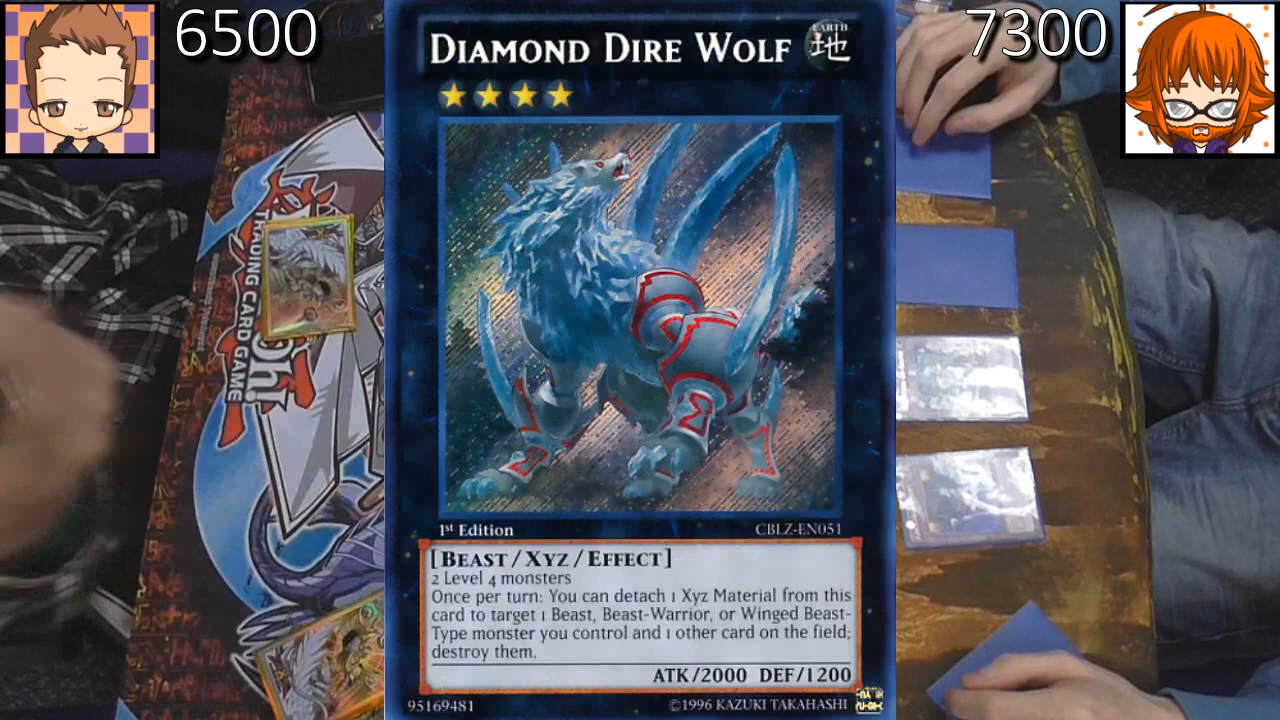 6500
7300
DIAMOND DIRE WOLF
EARTH
地
1st Edition
CBLZ-EN051
[BEAST / XYZ / EFFECT]
2 Level 4 monsters
Once per turn: You can detach 1 Xyz Material from this
card to target 1 Beast, Beast-Warrior, or Winged Beast-
Type monster you control and 1 other card on the field;
destroy them.
ATK/2000 DEF/1200
95169481
©1996 KAZUKI TAKAHASHI
TRADING CARD GAME
Oh!